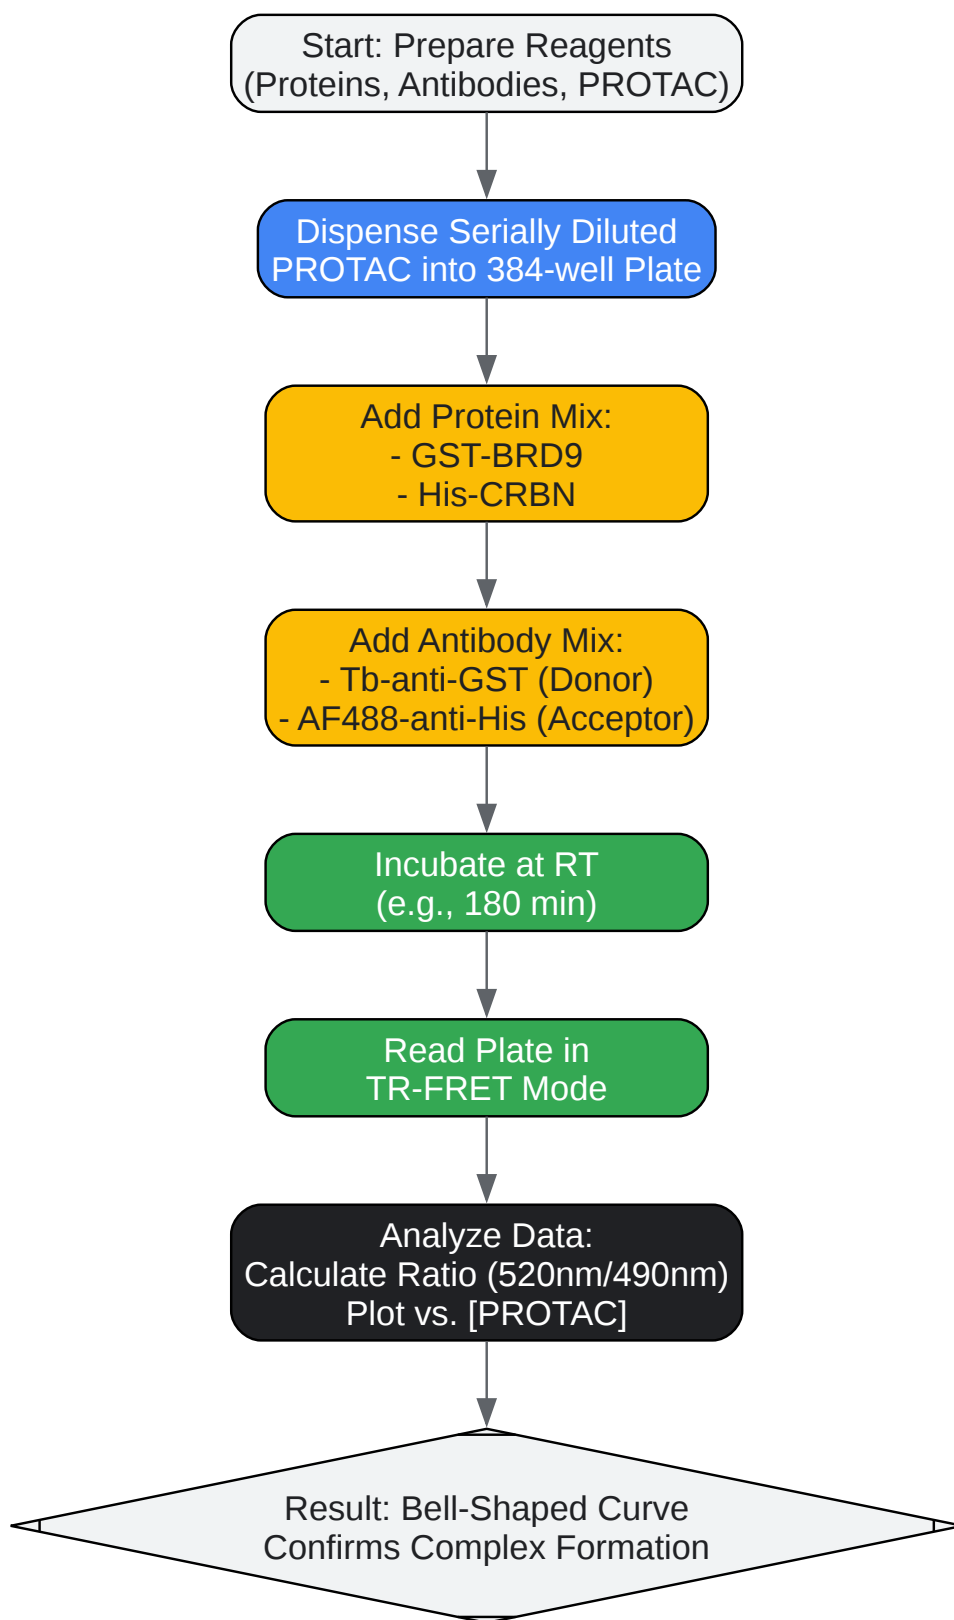 Start: Prepare Reagents
(Proteins, Antibodies, PROTAC)
Dispense Serially Diluted
PROTAC into 384-well Plate
Add Protein Mix:
- GST-BRD9
- His-CRBN
Add Antibody Mix:
- Tb-anti-GST (Donor)
- AF488-anti-His (Acceptor)
Incubate at RT
(e.g., 180 min)
Read Plate in
TR-FRET Mode
Analyze Data:
Calculate Ratio (520nm/490nm)
Plot vs. [PROTAC]
Result: Bell-Shaped Curve
Confirms Complex Formation